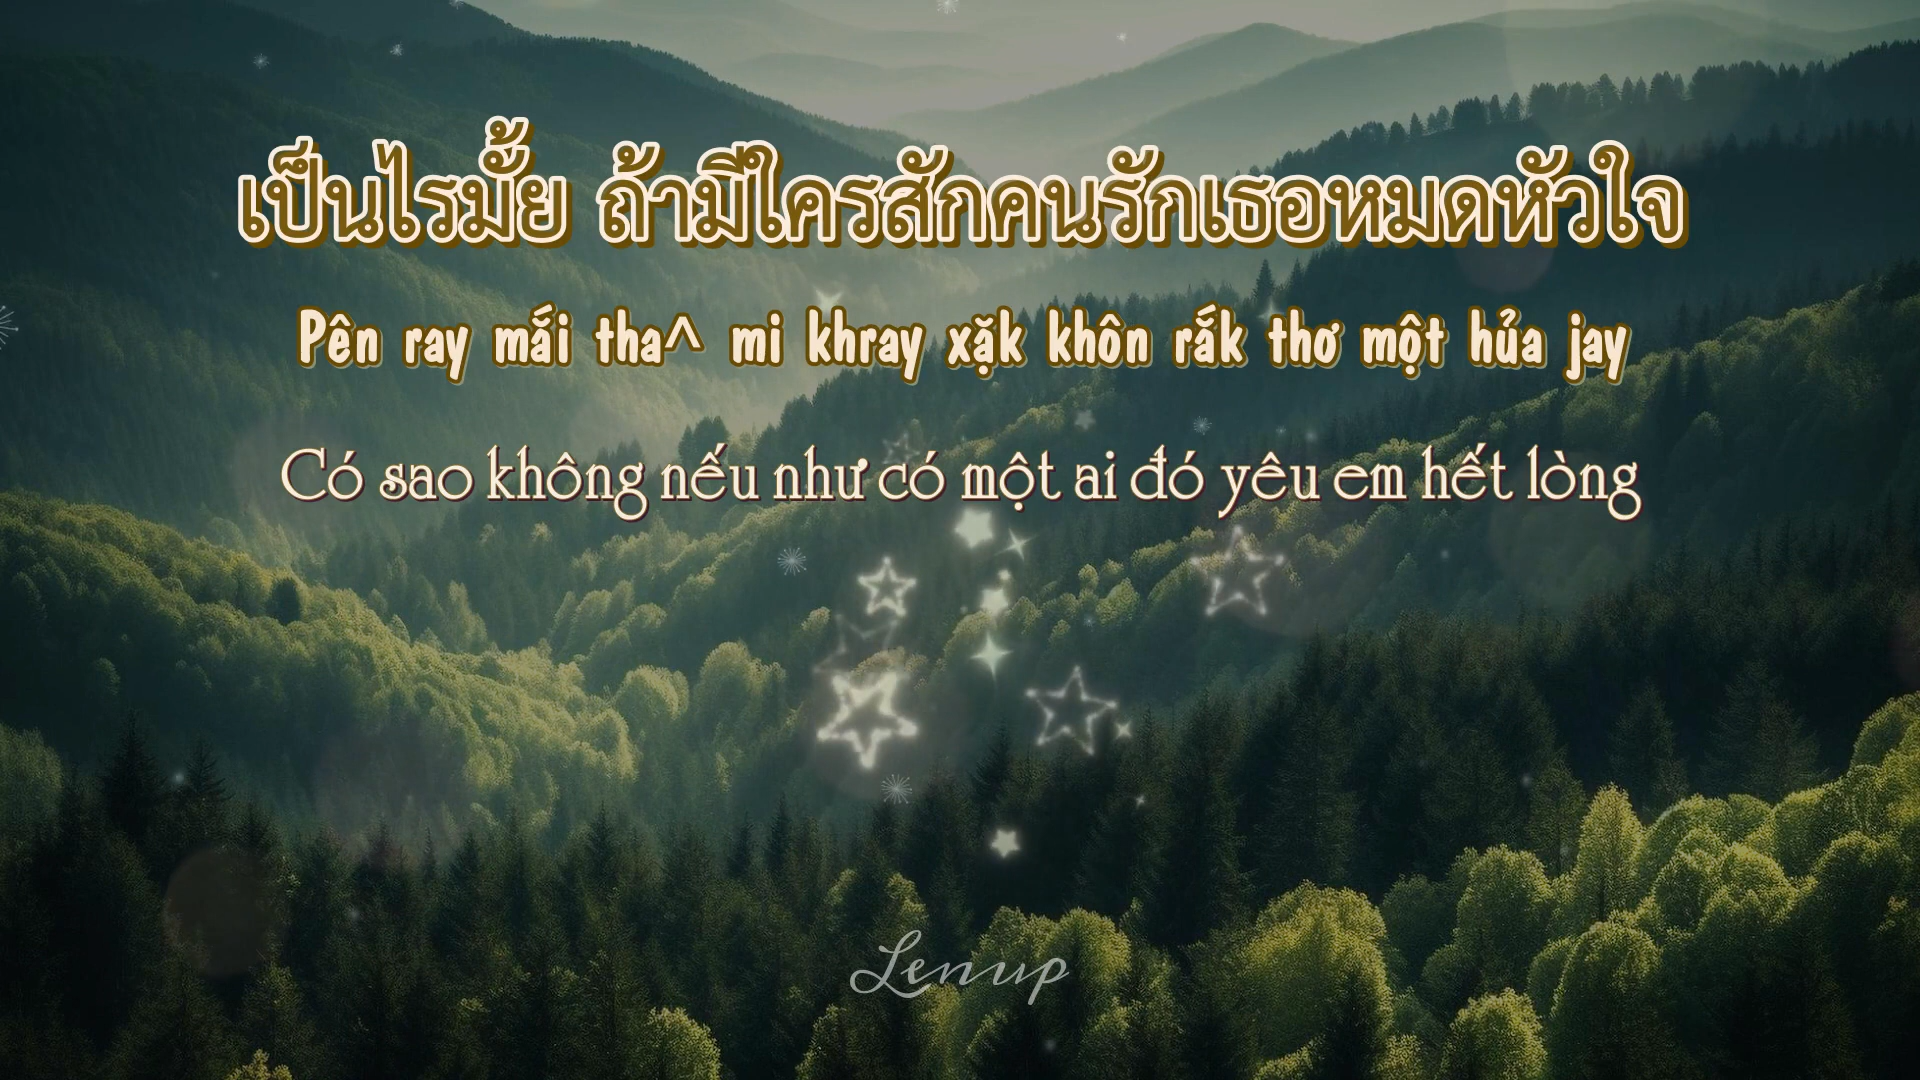 เป็นไรมั้ย ถ้ามีใครสักคนรักเธอหมดหัวใจ
Pên ray mắi tha^ mi khray xặk khôn rắk thơ một hủa jay
Có sao không nếu như có một ai đó yêu em hết lòng
Lenup